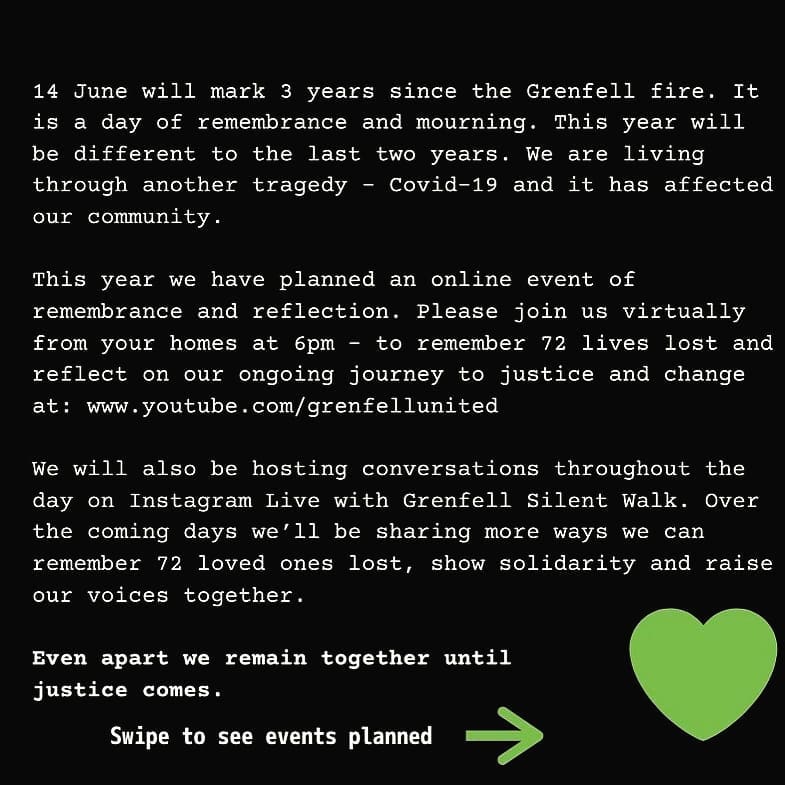 14 June will mark 3 years since the Grenfell fire. It
is a day of remembrance and mourning. This year will
be different to the last two years. We are living
through another tragedy – Covid-19 and it has affected
our community.
This year we have planned an online event of
remembrance and reflection. Please join us virtually
from your homes at 6pm – to remember 72 lives lost and
reflect on our ongoing journey to justice and change
at: www.youtube.com/grenfellunited
We will also be hosting conversations throughout the
day on Instagram Live with Grenfell Silent Walk. Over
the coming days we’ll be sharing more ways we can
remember 72 loved ones lost, show solidarity and raise
our voices together.
Even apart we remain together until
justice comes.
Swipe to see events planned